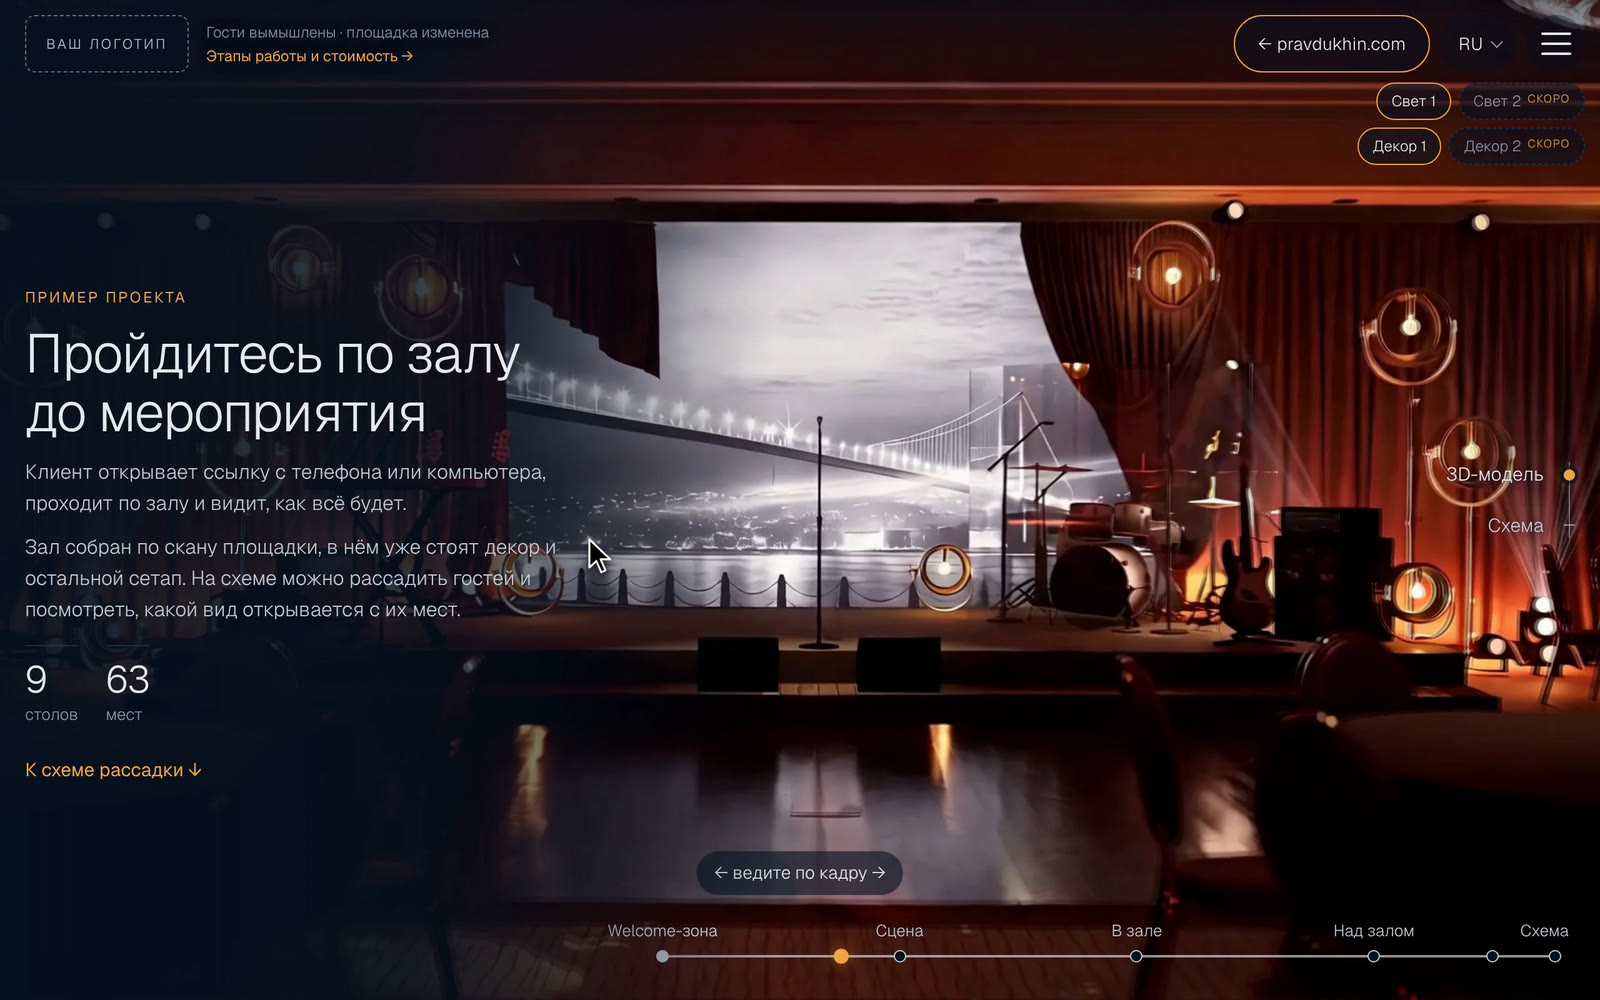 ВАШ ЛОГОТИП
Гости вымышлены · площадка изменена
Этапы работы и стоимость →
← pravdukhin.com
RU
Свет 1
Свет 2 СКОРО
Декор 1
Декор 2 СКОРО
ПРИМЕР ПРОЕКТА
Пройдитесь по залу
до мероприятия
Клиент открывает ссылку с телефона или компьютера,
проходит по залу и видит, как всё будет.
Зал собран по скану площадки, в нём уже стоят декор и
остальной сетап. На схеме можно рассадить гостей и
посмотреть, какой вид открывается с их мест.
9 63
столов мест
К схеме рассадки ↓
3D-модель
Схема
← ведите по кадру →
Welcome-зона Сцена В зале Над залом Схема